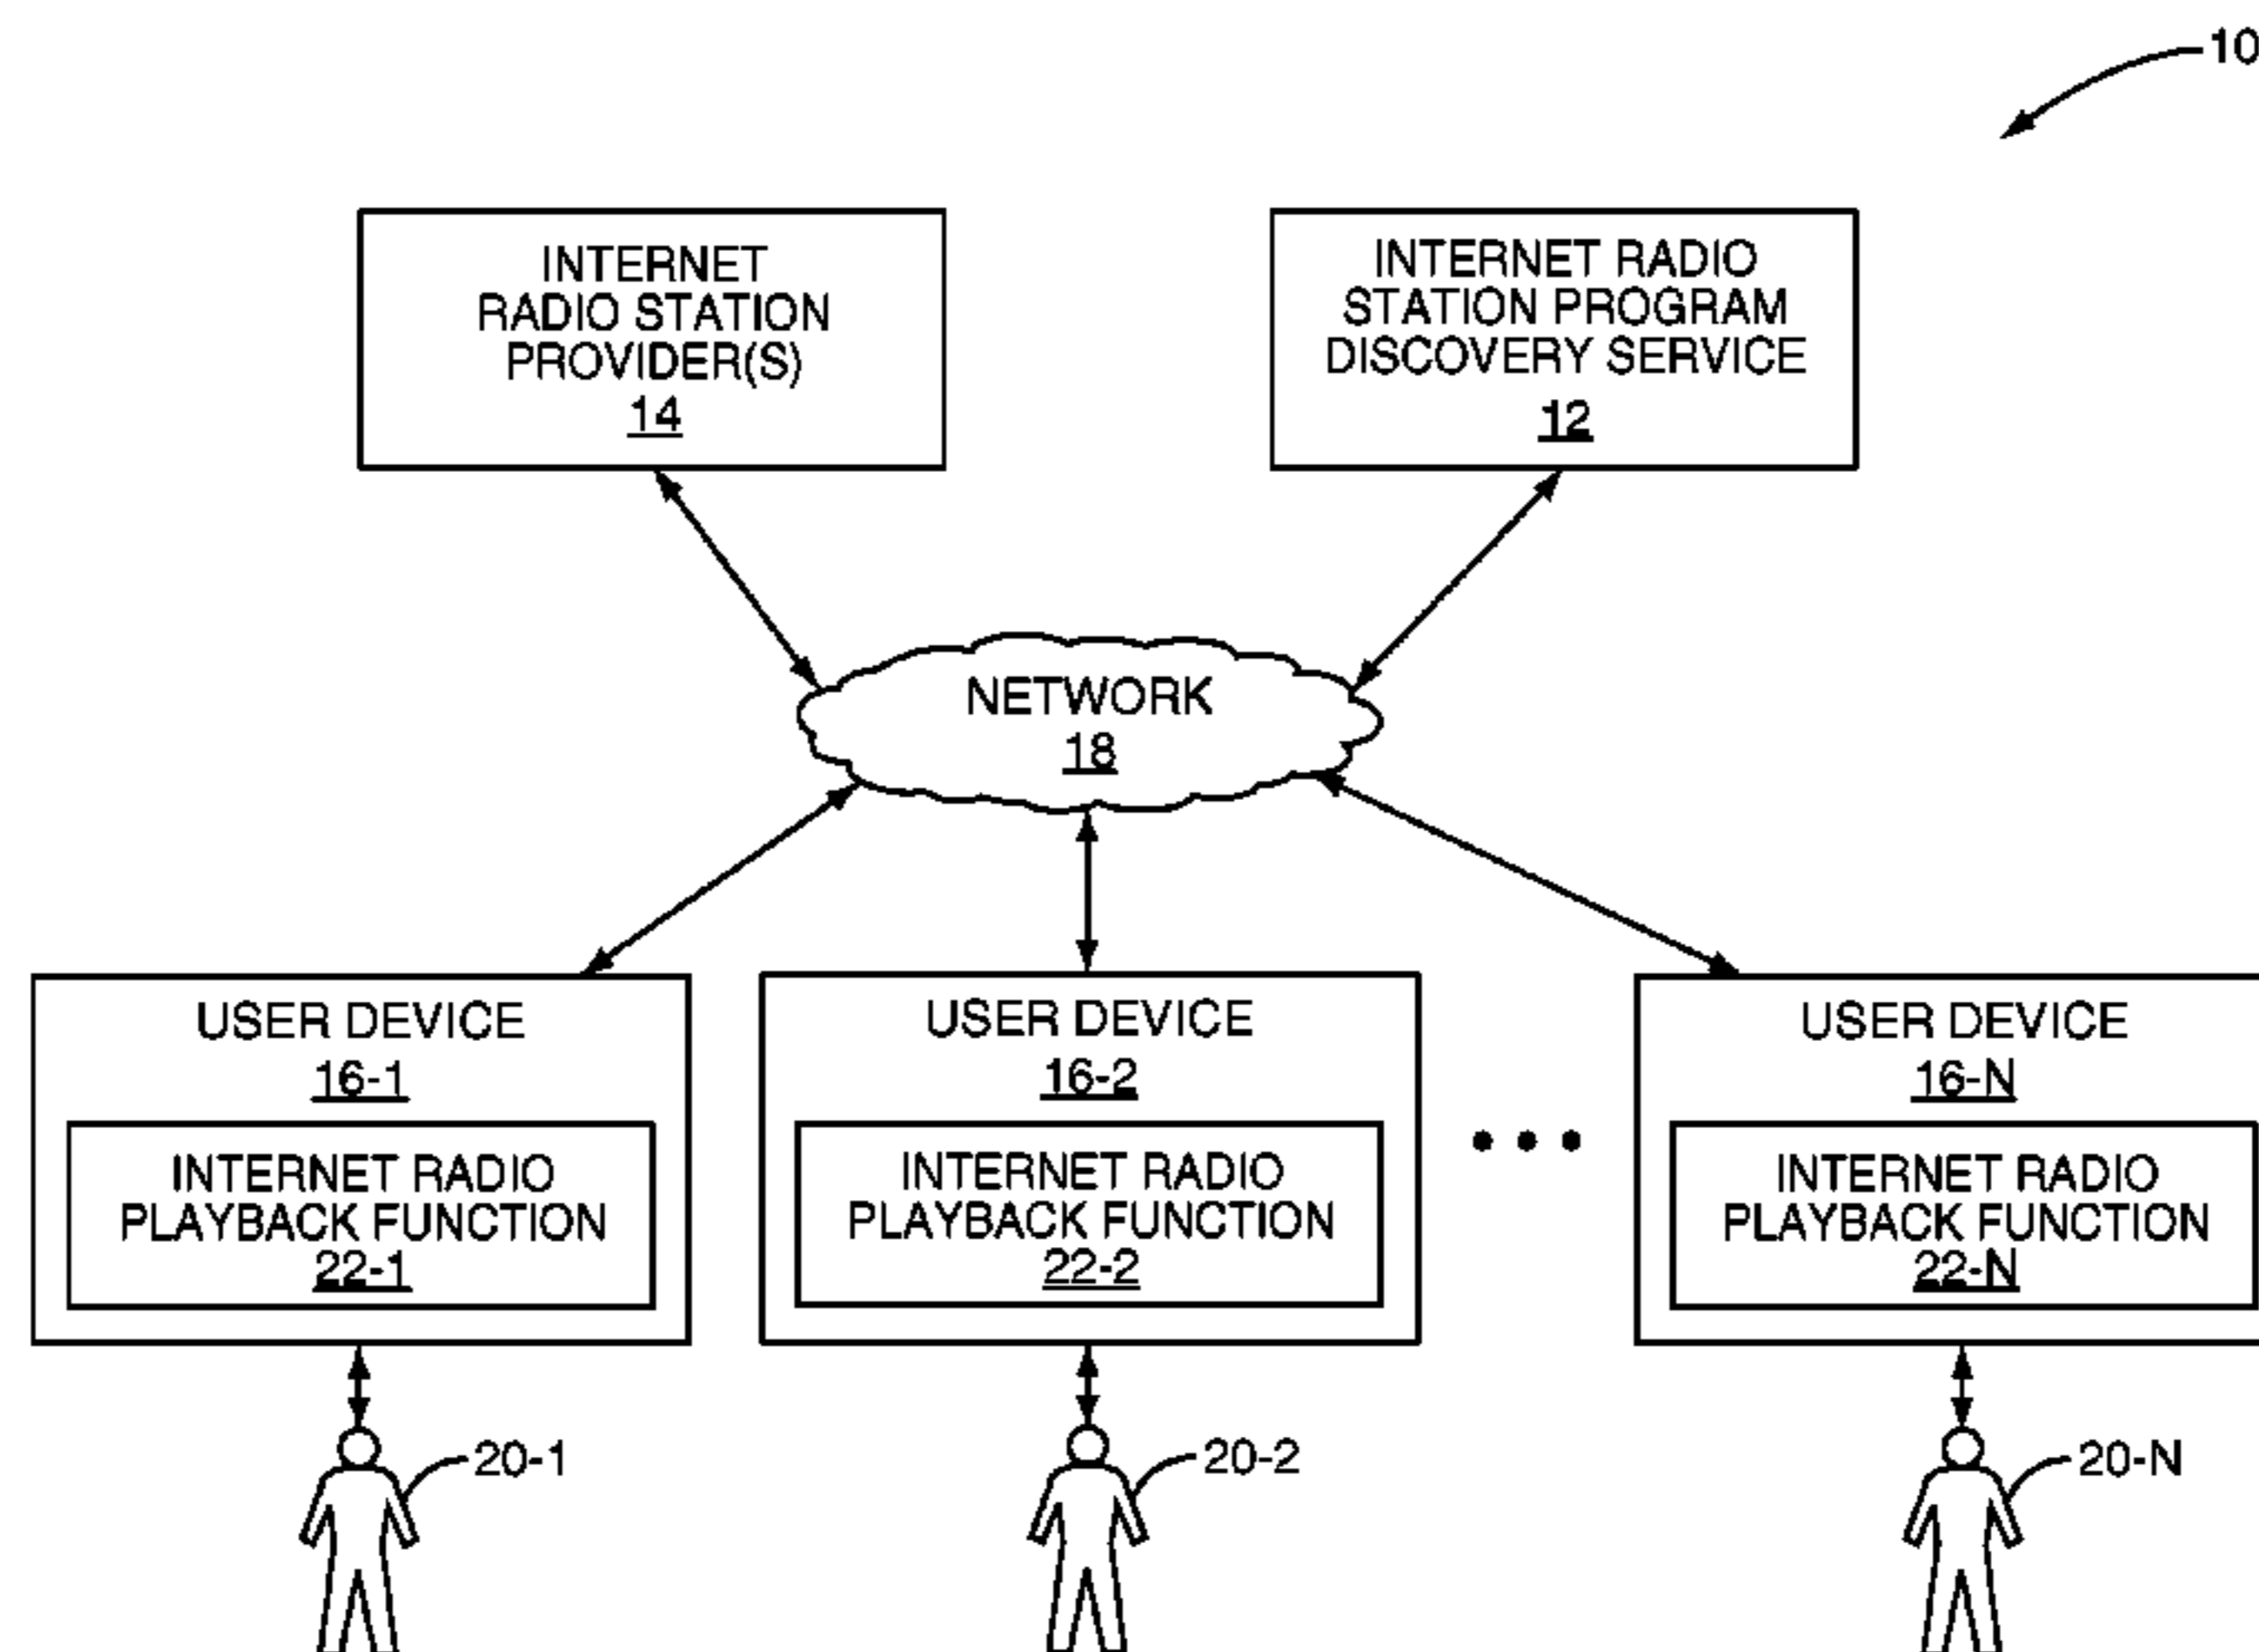 10
INTERNET
RADIO STATION
PROVIDER(S)
14
INTERNET RADIO
STATION PROGRAM
DISCOVERY SERVICE
12
NETWORK
18
USER DEVICE
16-1
INTERNET RADIO
PLAYBACK FUNCTION
22-1
USER DEVICE
16-2
INTERNET RADIO
PLAYBACK FUNCTION
22-2
USER DEVICE
16-N
INTERNET RADIO
PLAYBACK FUNCTION
22-N
20-1
20-2
20-N